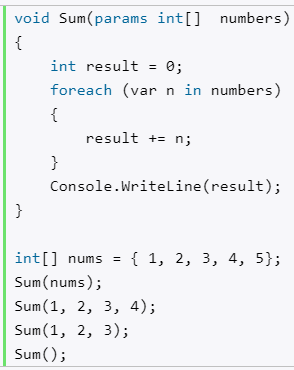 void Sum(params int[]  numbers)
{
    int result = 0;
    foreach (var n in numbers)
    {
        result += n;
    }
    Console.WriteLine(result);
}

int[] nums = { 1, 2, 3, 4, 5};
Sum(nums);
Sum(1, 2, 3, 4);
Sum(1, 2, 3);
Sum();